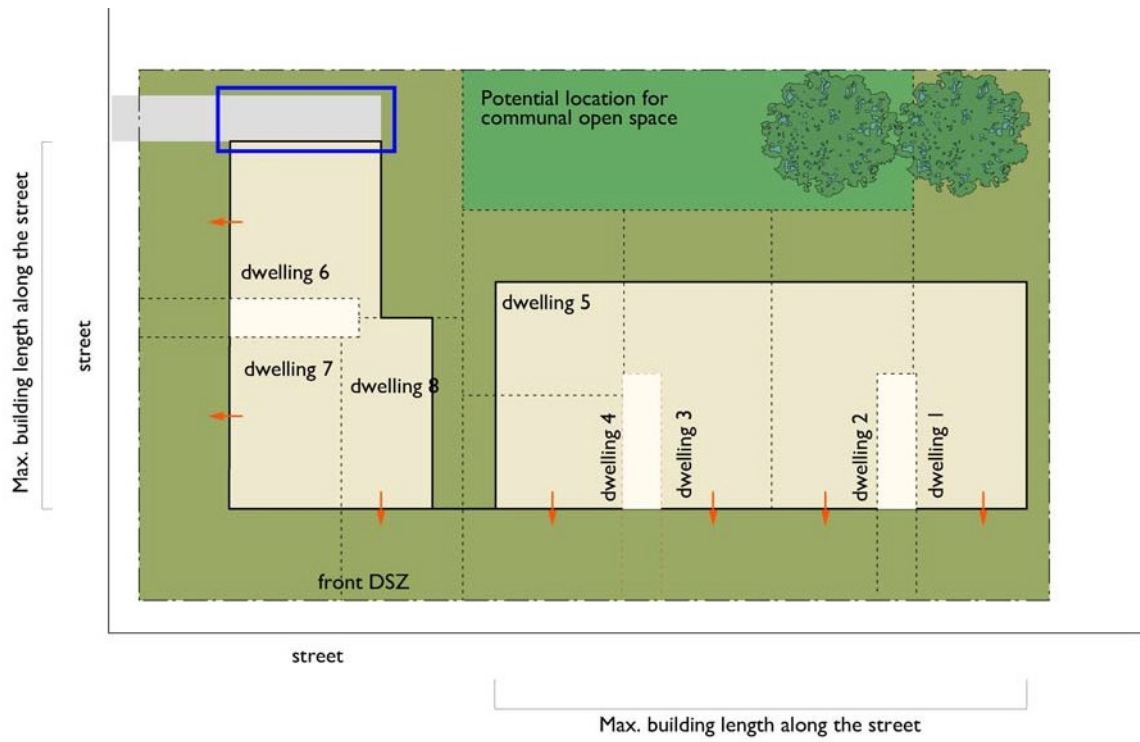 Potential location for
communal open space
Max. building length along the street
street
dwelling 6
dwelling 5
dwelling 7
dwelling 8
dwelling 4
dwelling 3
dwelling 2
dwelling 1
front DSZ
street
Max. building length along the street